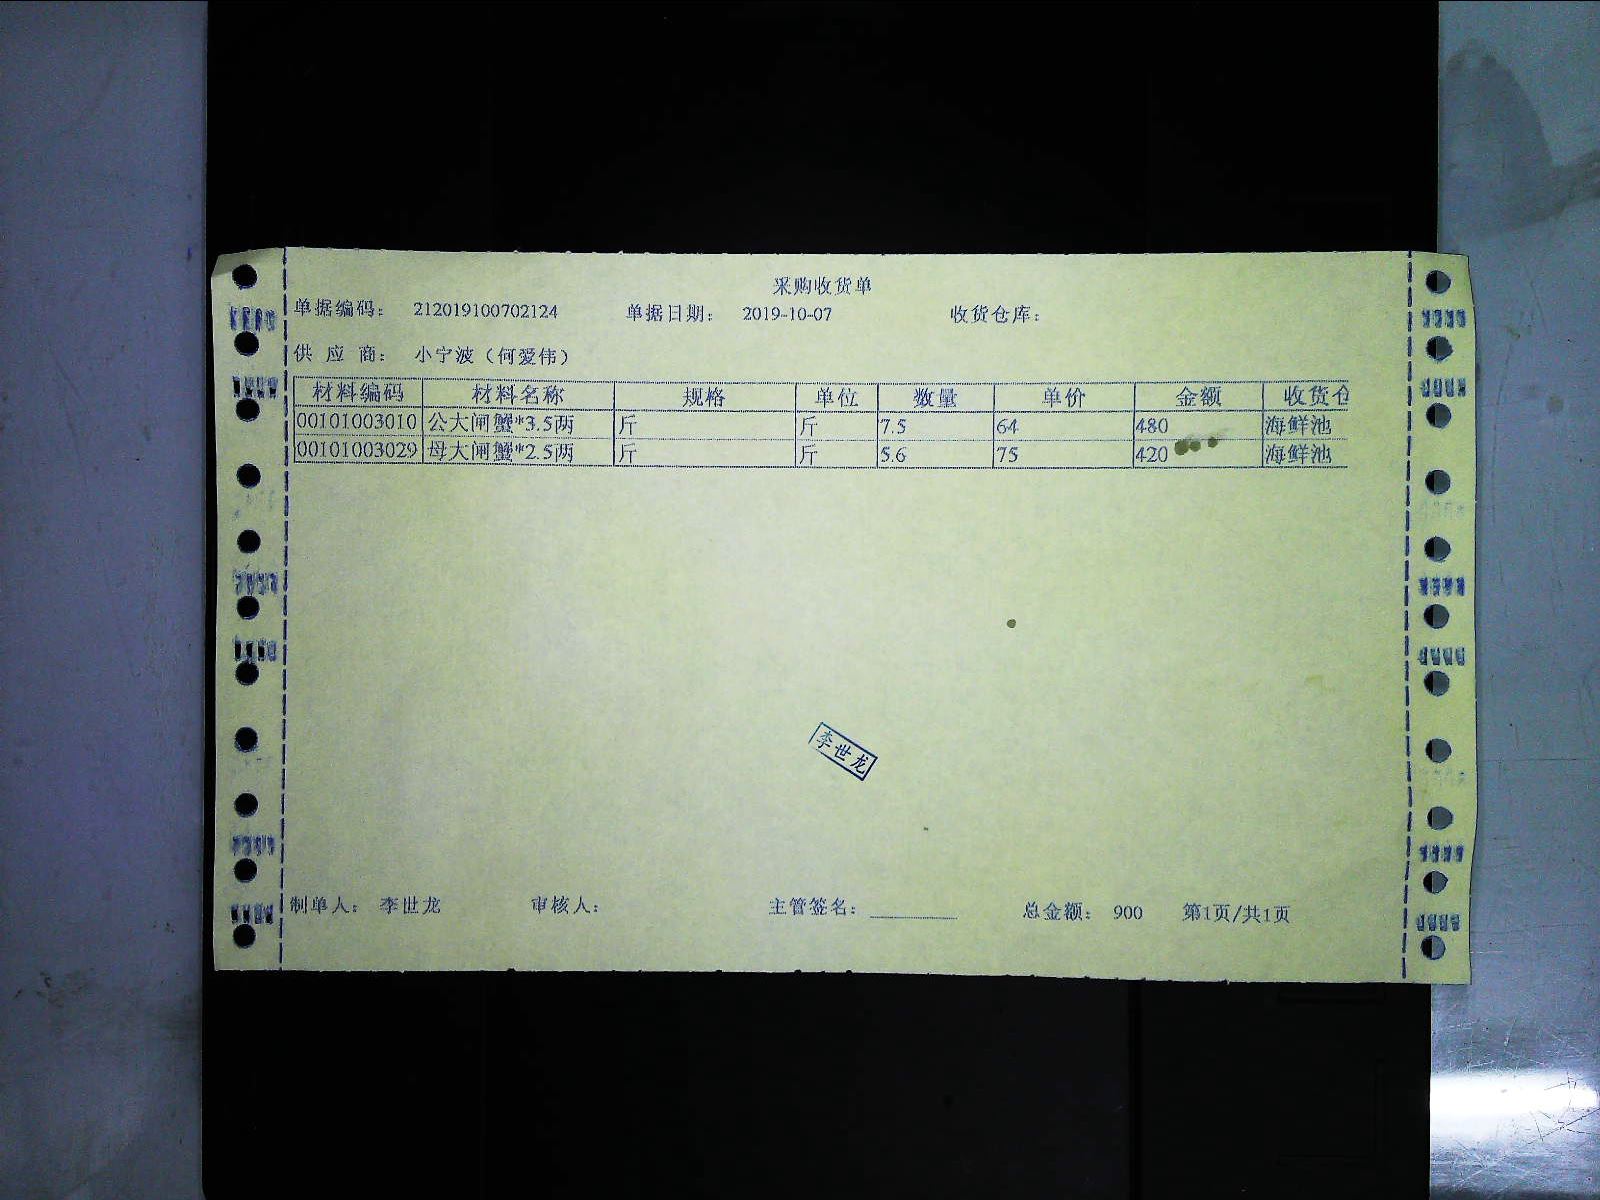 采购收货单
单据编码： 212019100702124 单据日期： 2019-10-07 收货仓库：
供 应 商： 小宁波（何爱伟）
材料编码 材料名称 规格 单位 数量 单价 金额 收货仓
00101003010 公大闸蟹*3.5两 斤 斤 7.5 64 480 海鲜池
00101003029 母大闸蟹*2.5两 斤 斤 5.6 75 420 海鲜池
李世龙
制单人： 李世龙 审核人： 主管签名： 总金额： 900 第1页/共1页